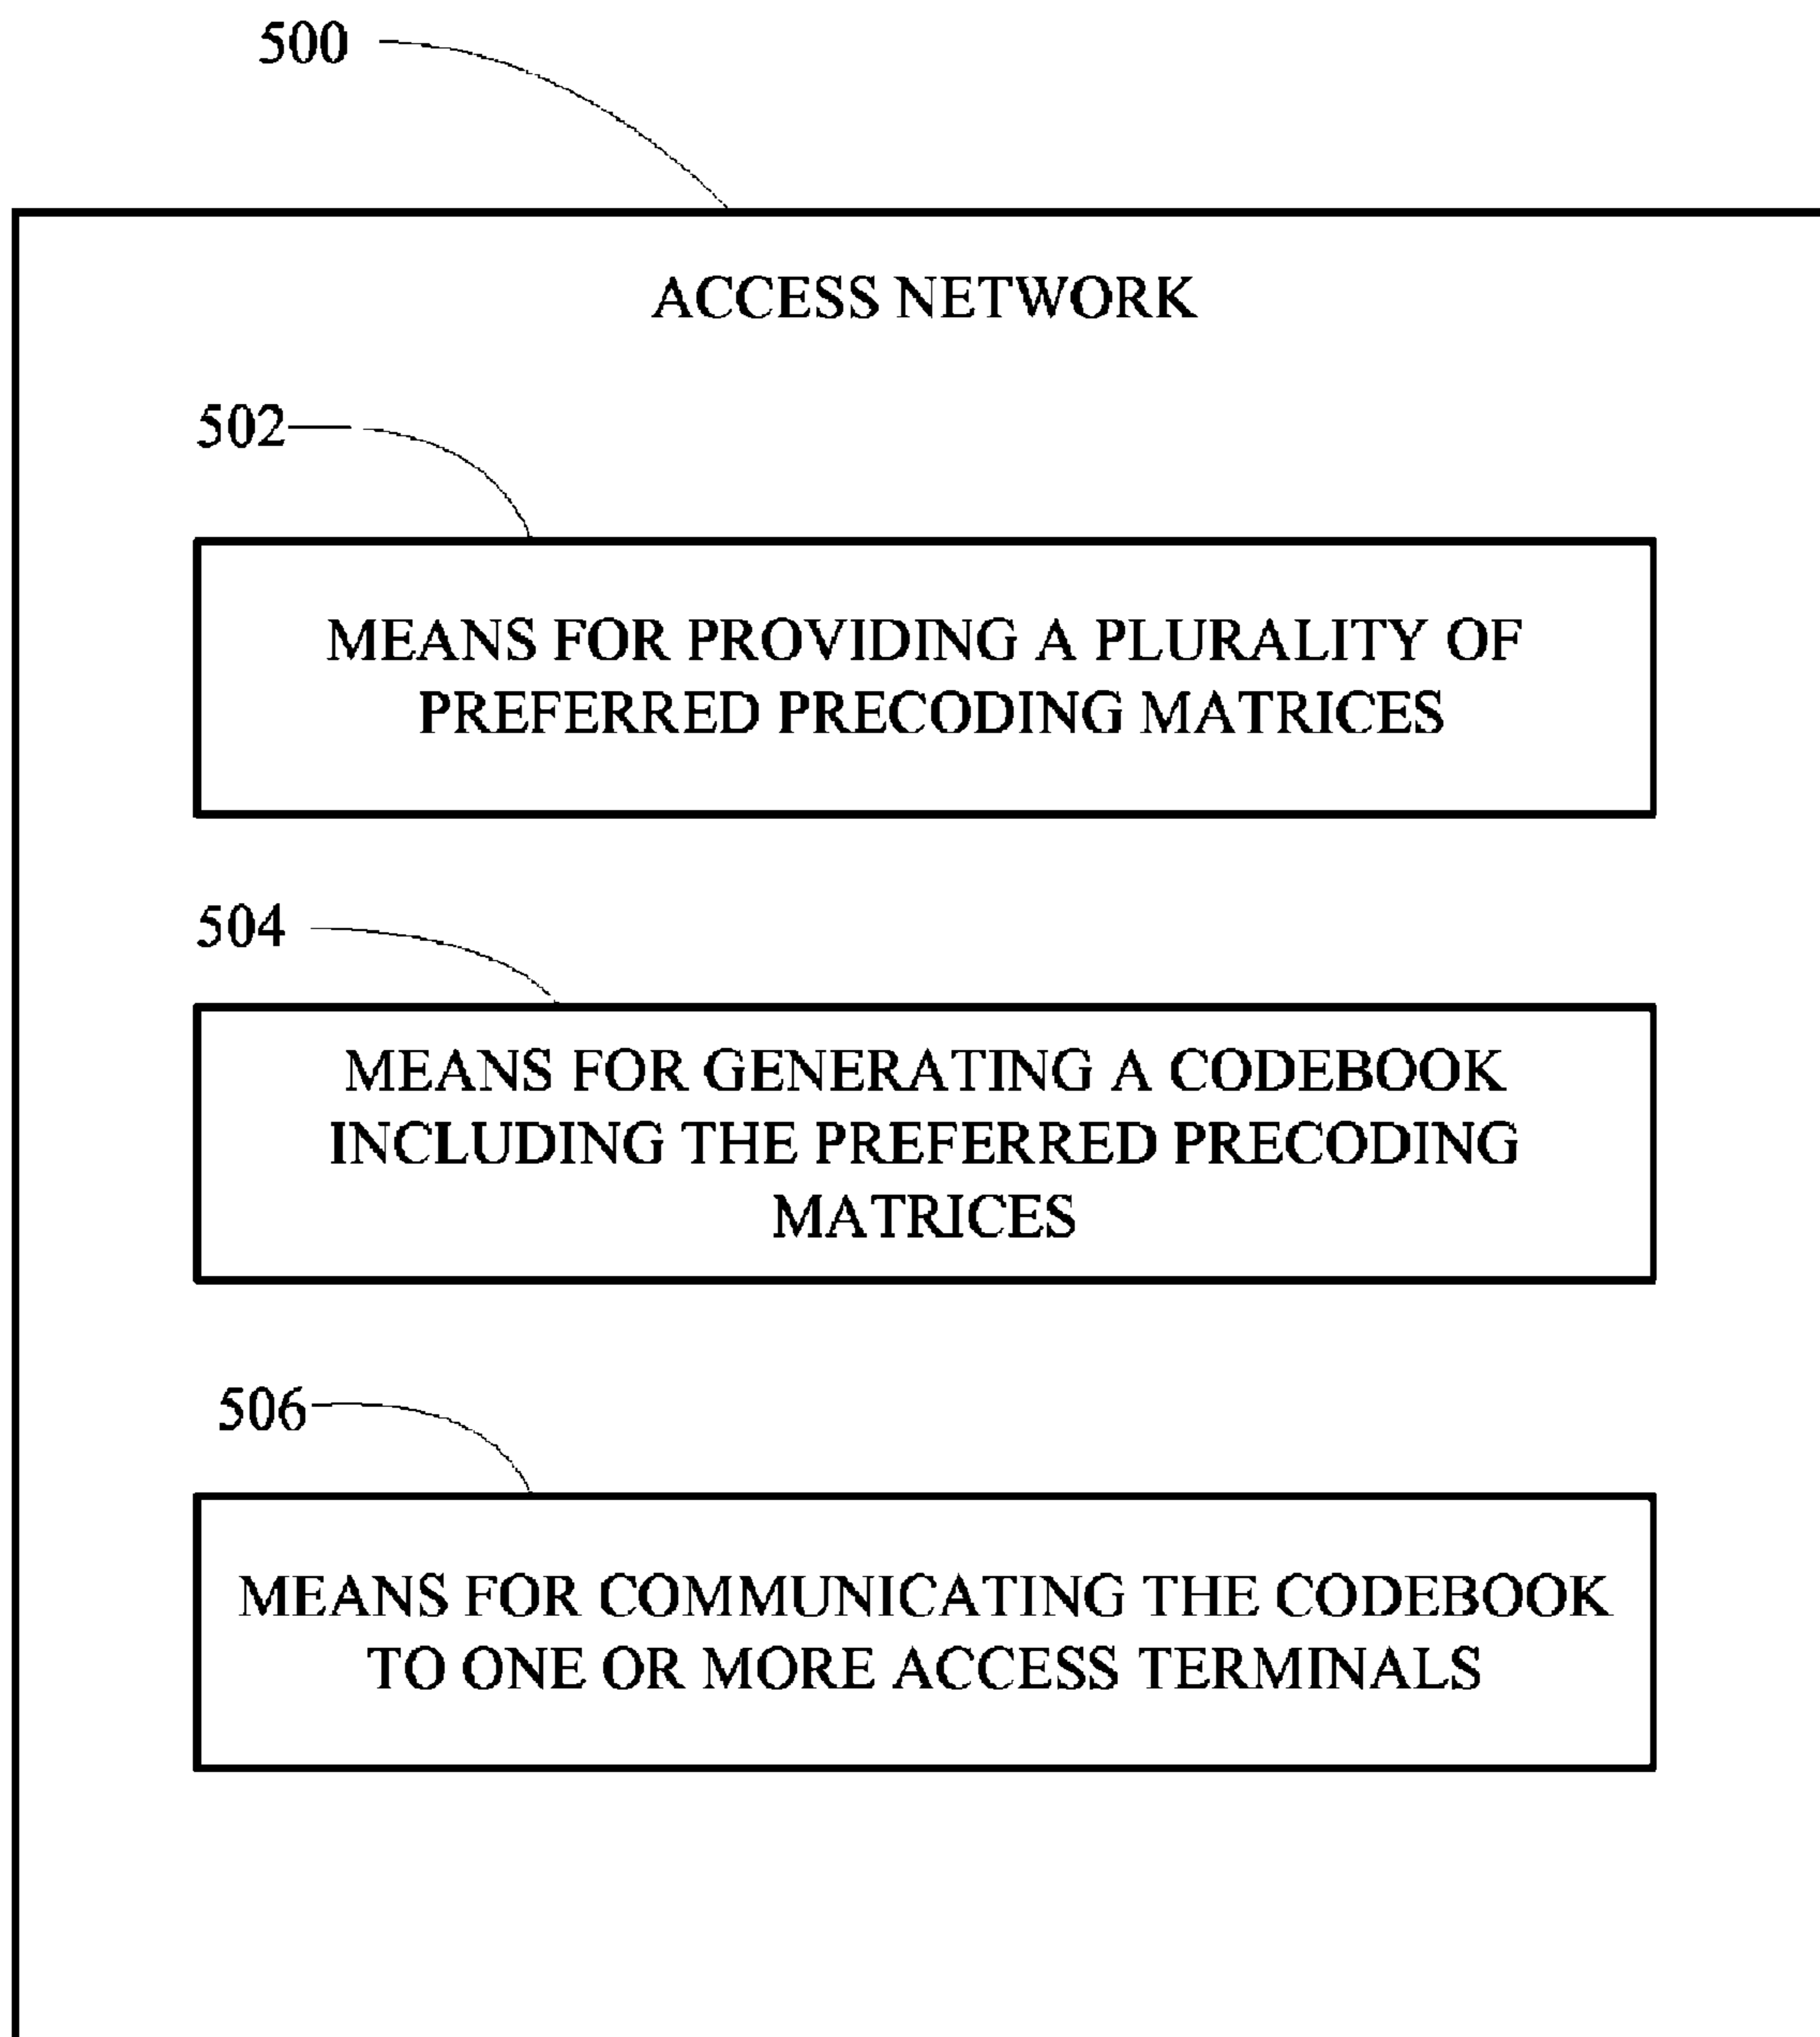 500
ACCESS NETWORK
502
MEANS FOR PROVIDING A PLURALITY OF
PREFERRED PRECODING MATRICES
504
MEANS FOR GENERATING A CODEBOOK
INCLUDING THE PREFERRED PRECODING
MATRICES
506
MEANS FOR COMMUNICATING THE CODEBOOK
TO ONE OR MORE ACCESS TERMINALS